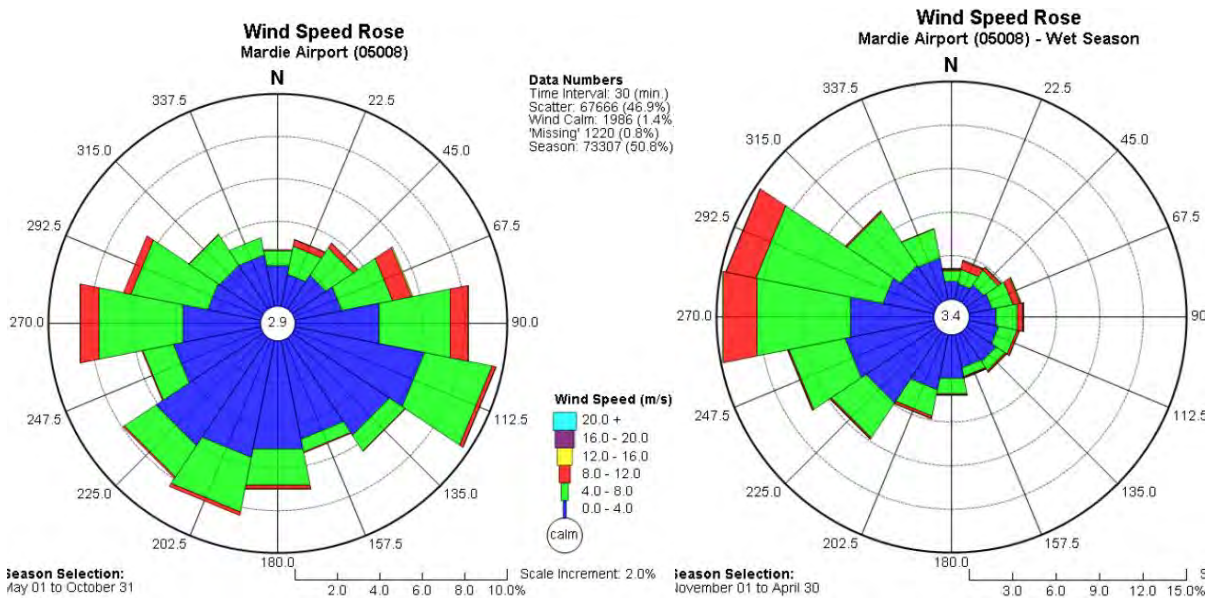 Wind Speed Rose
Mardie Airport (05008)
N
22.5
45.0
67.5
90.0
112.5
135.0
157.5
180.0
202.5
225.0
247.5
270.0
292.5
315.0
337.5
2.9
Season Selection:
May 01 to October 31
2.0 4.0 6.0 8.0 10.0%
Data Numbers
Time Interval: 30 (min.)
Scatter: 67666 (46.9%)
Wind Calm: 1986 (1.4%
'Missing' 1220 (0.8%)
Season: 73307 (50.8%)
Wind Speed (m/s)
20.0 +
16.0 - 20.0
12.0 - 16.0
8.0 - 12.0
4.0 - 8.0
0.0 - 4.0
calm
Scale Increment: 2.0%
Wind Speed Rose
Mardie Airport (05008) - Wet Season
N
22.5
45.0
67.5
90
112.5
135.0
157.5
180.0
202.5
225.0
247.5
270.0
292.5
315.0
337.5
3.4
Season Selection:
November 01 to April 30
3.0 6.0 9.0 12.0 15.0%
S